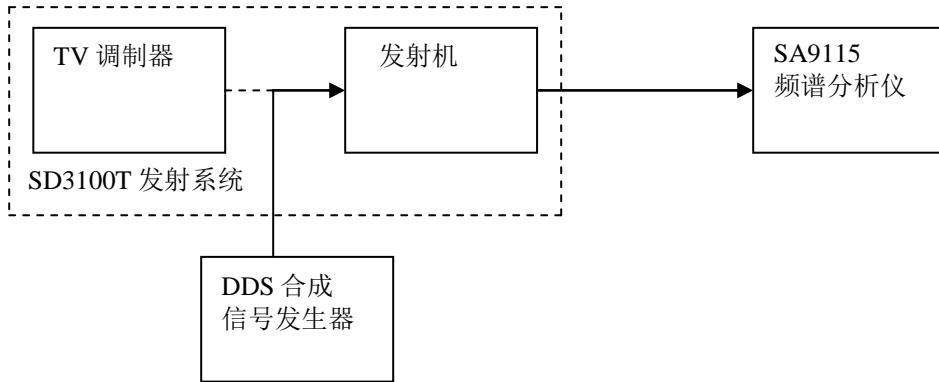 TV 调制器
发射机
SA9115
频谱分析仪
SD3100T 发射系统
DDS 合成
信号发生器